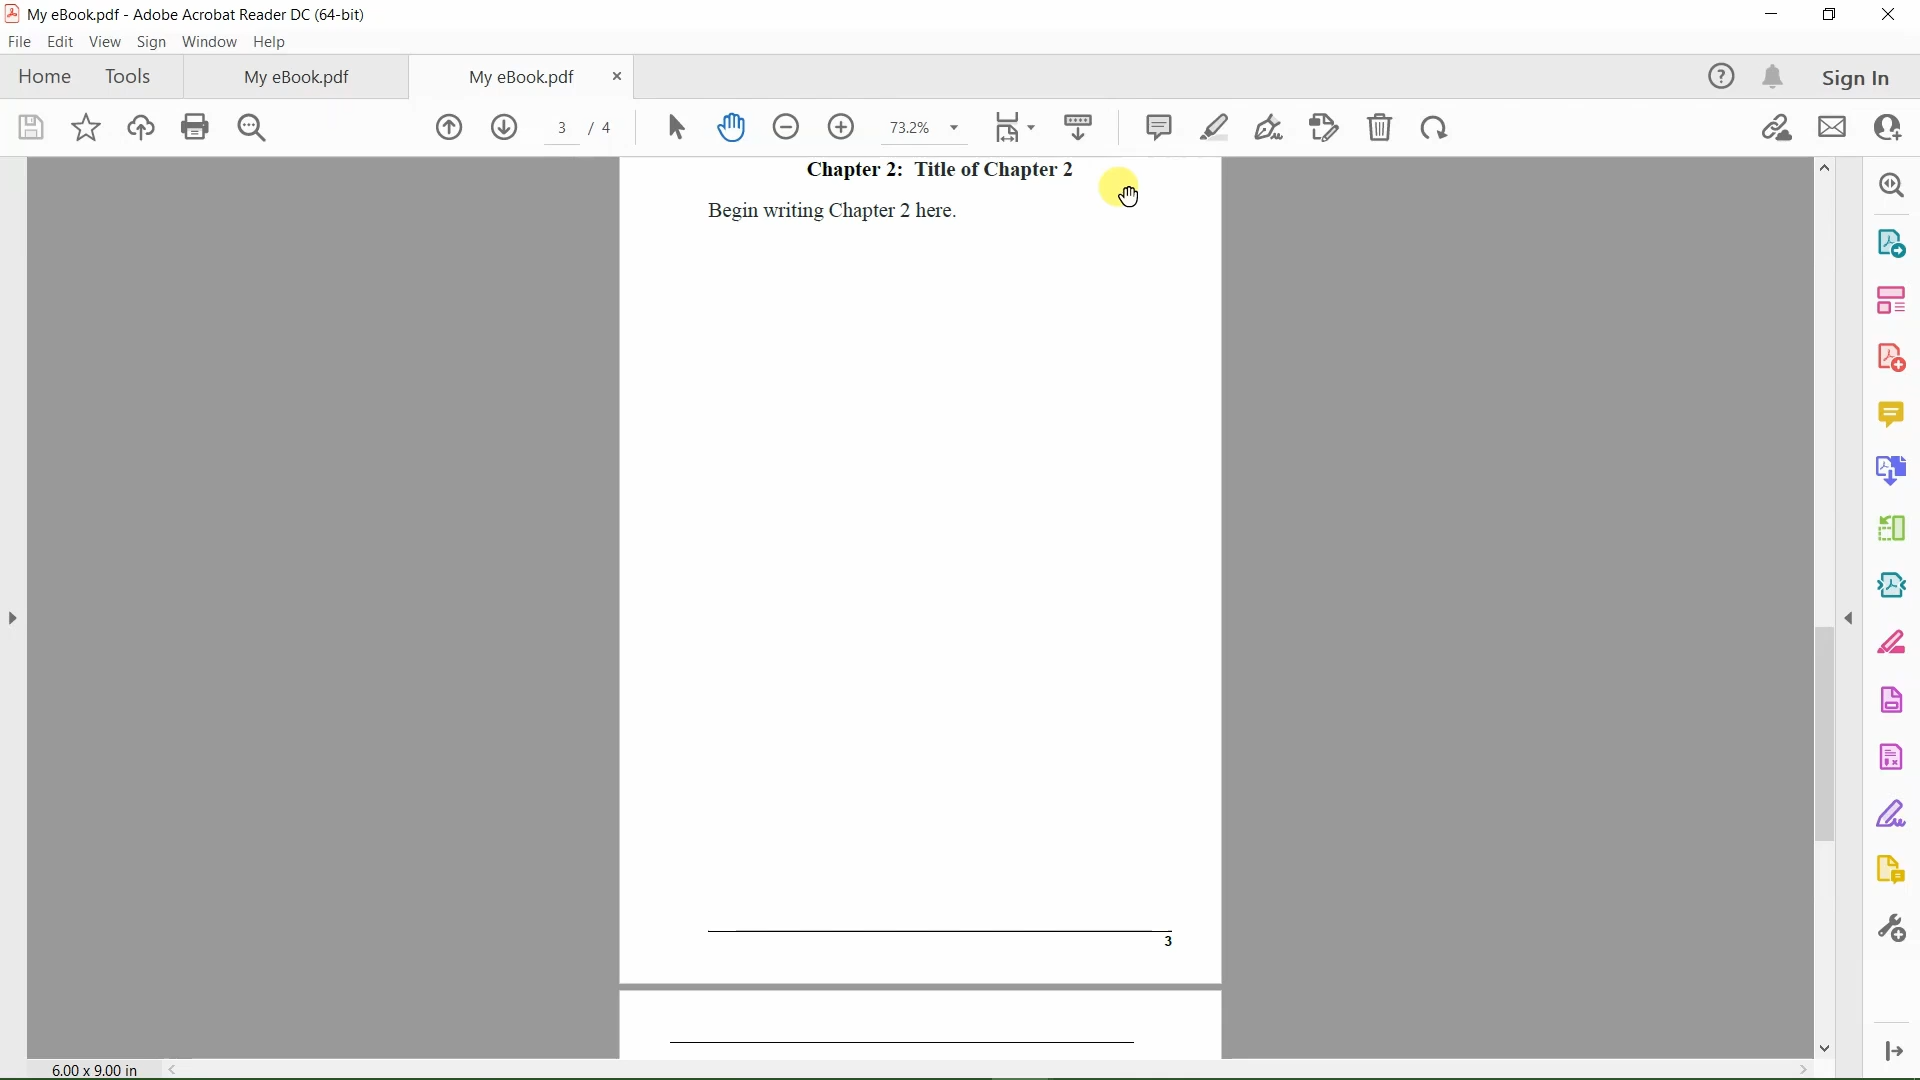 My eBook.pdf - Adobe Acrobat Reader DC (64-bit)
File Edit View Sign Window Help
Home Tools My eBook.pdf My eBook.pdf × Sign In
3 / 4 73.2%
Chapter 2: Title of Chapter 2
Begin writing Chapter 2 here.
3
6.00 x 9.00 in